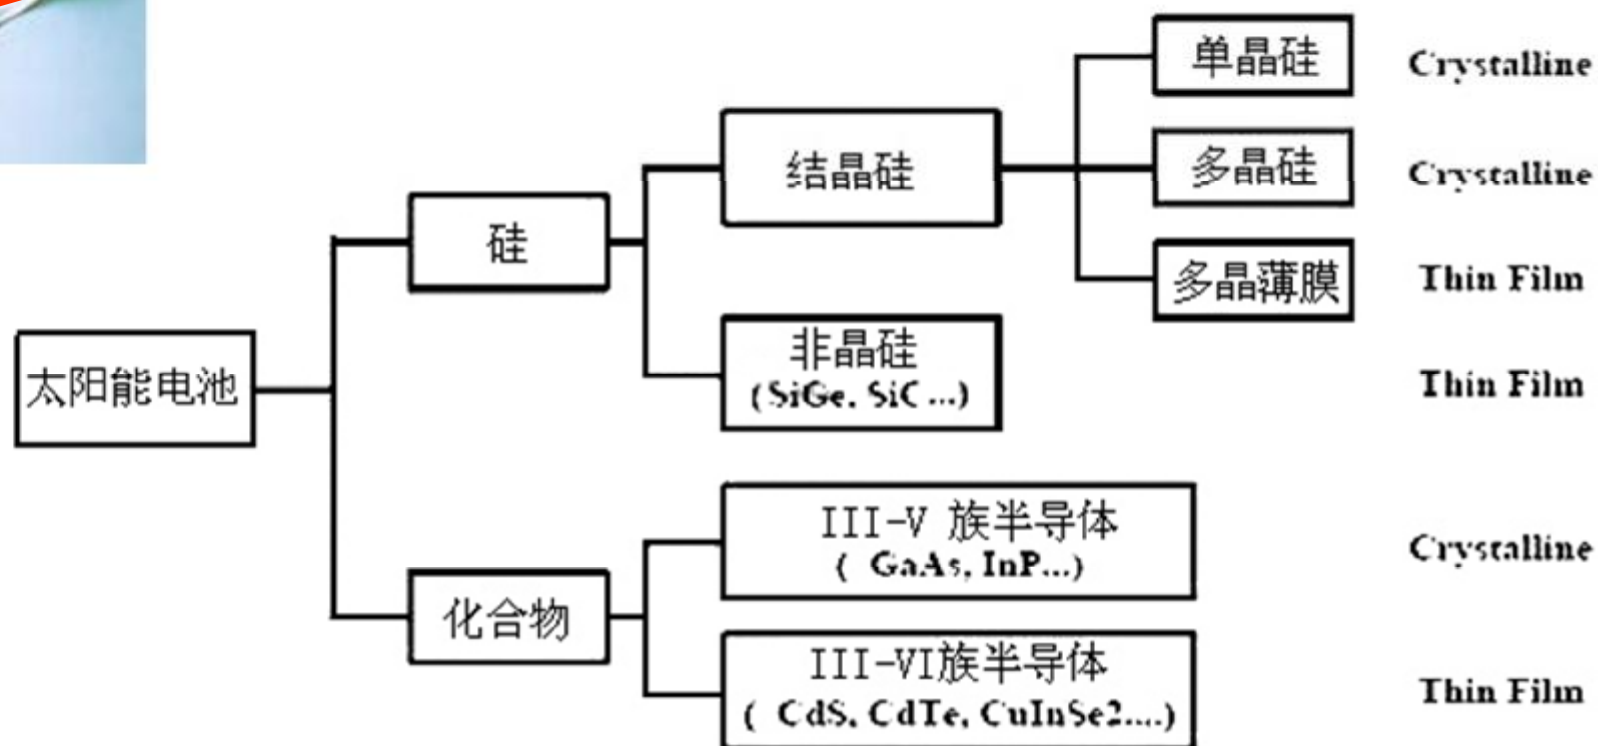 单晶硅 Crystalline
结晶硅
多晶硅 Crystalline
硅
多晶薄膜 Thin Film
非晶硅
(SiGe, SiC ...) Thin Film
太阳能电池
III-V 族半导体
( GaAs, InP...) Crystalline
化合物
III-VI族半导体
( CdS, CdTe, CuInSe2....) Thin Film